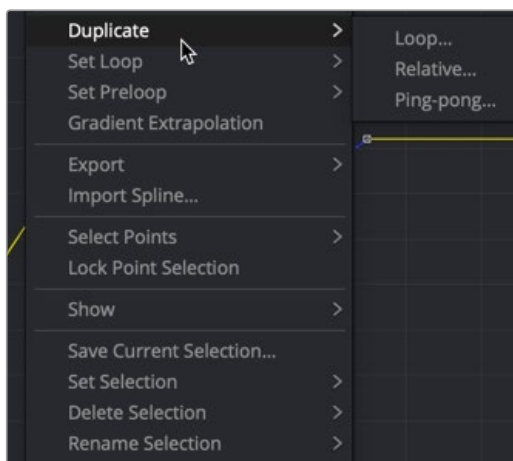 Duplicate
Set Loop
Set Preloop
Gradient Extrapolation
Export
Import Spline...
Select Points
Lock Point Selection
Show
Save Current Selection...
Set Selection
Delete Selection
Rename Selection
Loop...
Relative...
Ping-pong...